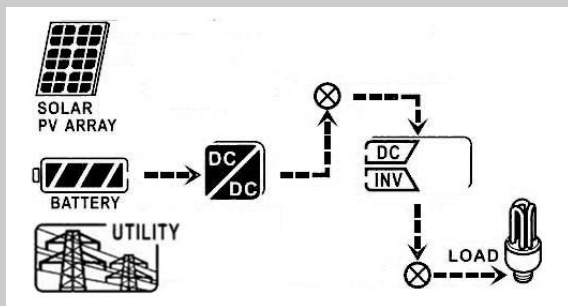 SOLAR
PV ARRAY
DC
DC
DC
INV
BATTERY
UTILITY
LOAD